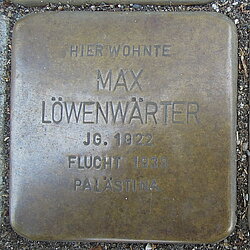 HIER WOHNTE
MAX
LÖWENWÄRTER
JG. 1922
FLUCHT
PALÄSTINA